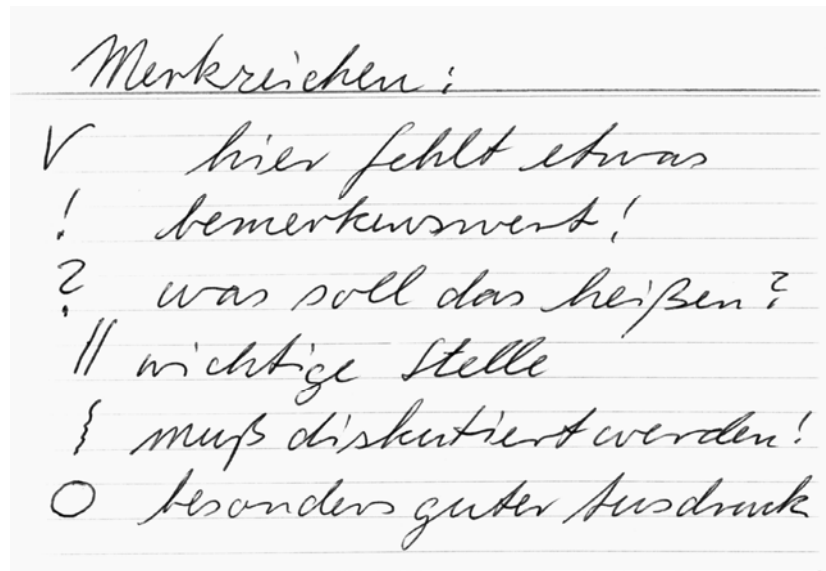 Merkzeichen:
V hier fehlt etwas
! bemerkenswert!
? was soll das heißen?
|| wichtige Stelle
} muß diskutiert werden!
O besonders guter Ausdruck